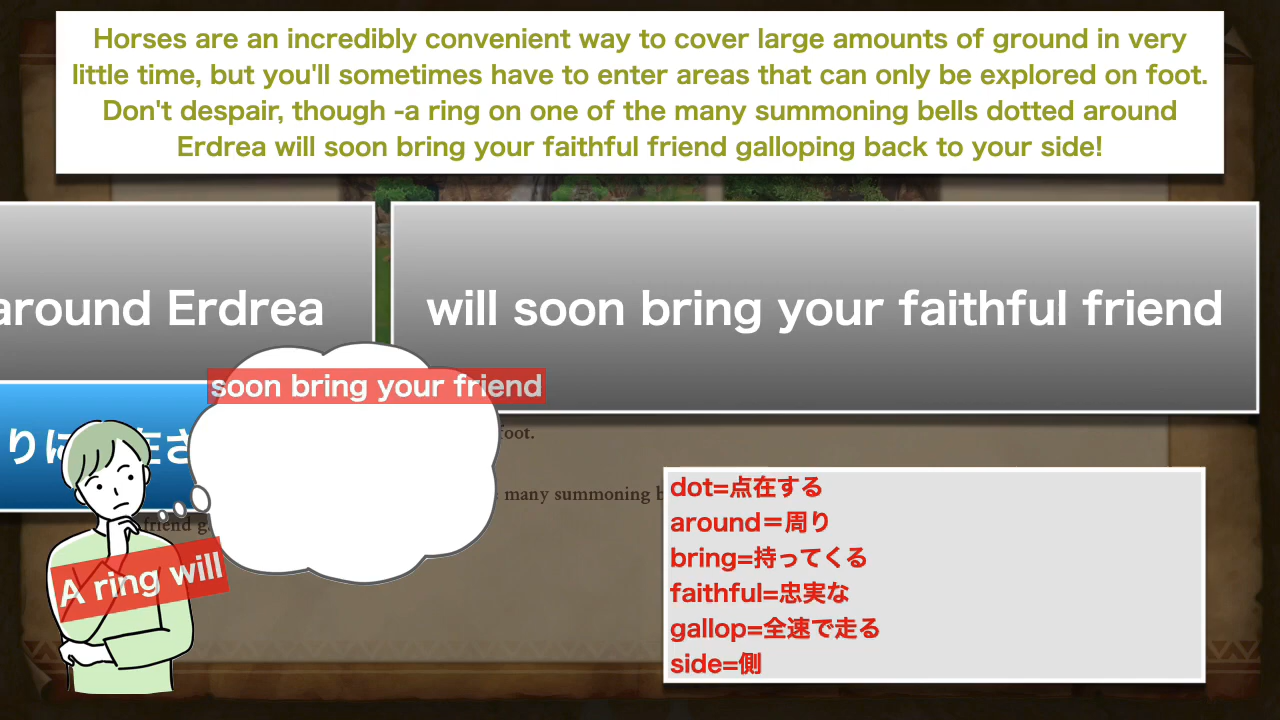 Horses are an incredibly convenient way to cover large amounts of ground in very
little time, but you'll sometimes have to enter areas that can only be explored on foot.
Don't despair, though -a ring on one of the many summoning bells dotted around
Erdrea will soon bring your faithful friend galloping back to your side!
around Erdrea
will soon bring your faithful friend
soon bring your friend
foot.
many summoning
friend
A ring will
dot=点在する
around＝周り
bring=持ってくる
faithful=忠実な
gallop=全速で走る
side=側